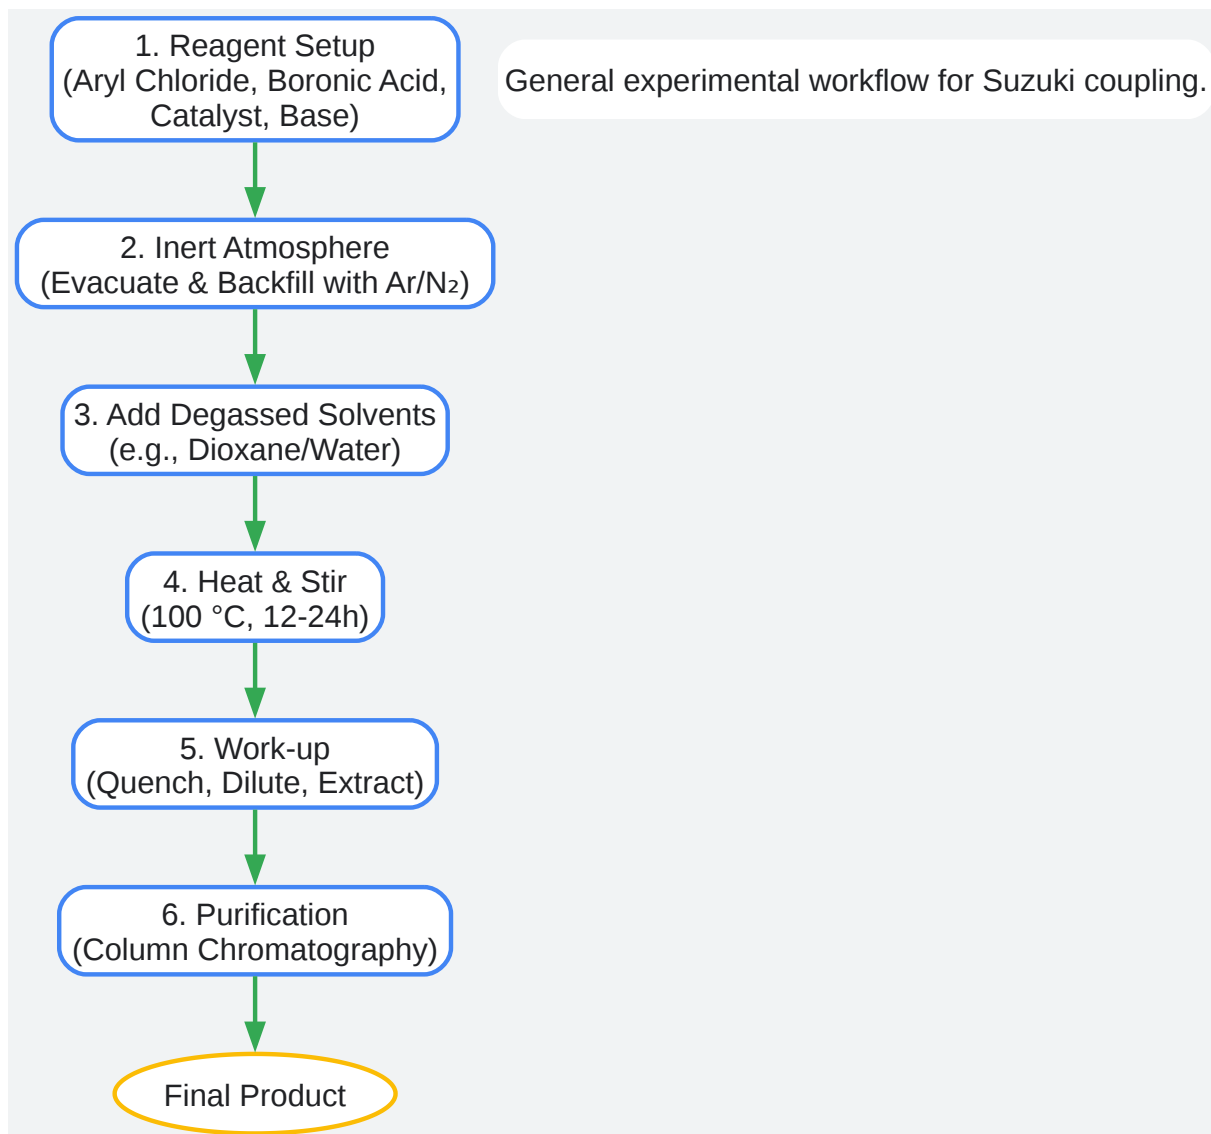 1. Reagent Setup
(Aryl Chloride, Boronic Acid,
Catalyst, Base)
General experimental workflow for Suzuki coupling.
2. Inert Atmosphere
(Evacuate & Backfill with Ar/N₂)
3. Add Degassed Solvents
(e.g., Dioxane/Water)
4. Heat & Stir
(100 °C, 12-24h)
5. Work-up
(Quench, Dilute, Extract)
6. Purification
(Column Chromatography)
Final Product